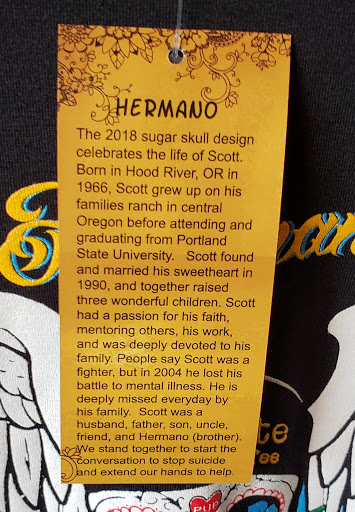 HERMANO
The 2018 sugar skull design
celebrates the life of Scott.
Born in Hood River, OR in
1966, Scott grew up on his
families ranch in central
Oregon before attending and
graduating from Portland
State University. Scott found
and married his sweetheart in
1990, and together raised
three wonderful children. Scott
had a passion for his faith,
mentoring others, his work,
and was deeply devoted to his
family. People say Scott was a
fighter, but in 2004 he lost his
battle to mental illness. He is
deeply missed everyday by
his family. Scott was a
husband, father, son, uncle,
friend, and Hermano (brother).
We stand together to start the
conversation to stop suicide
and extend our hands to help.